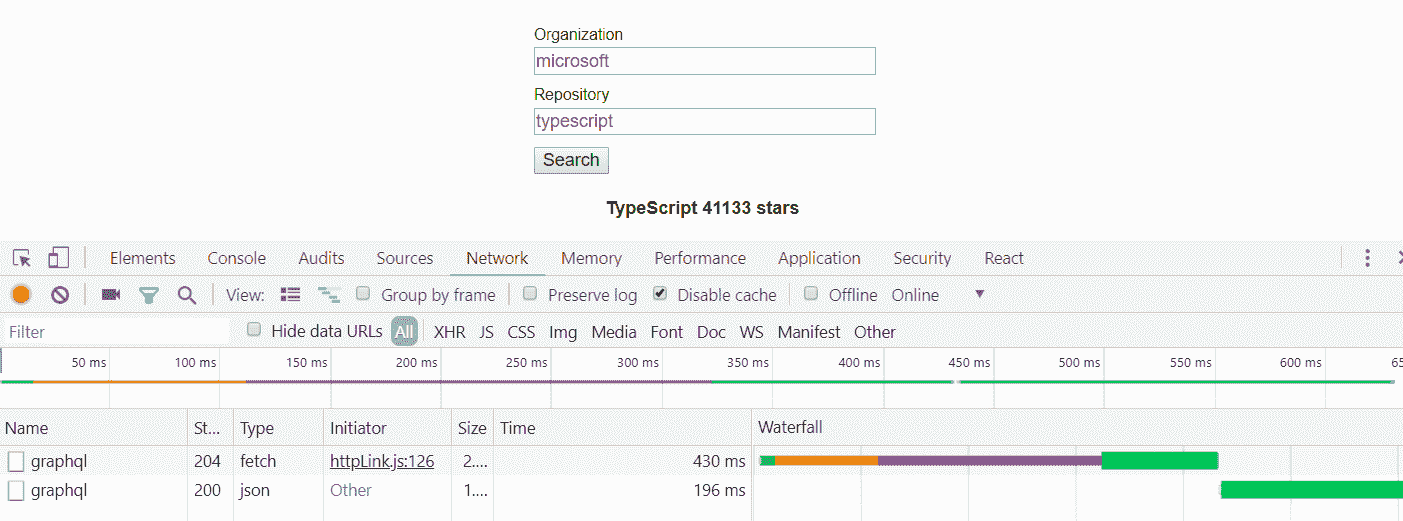 Organization
microsoft
Repository
typescript
Search
TypeScript 41133 stars
Elements Console Audits Sources Network Memory Performance Application Security React
View: Group by frame Preserve log Disable cache Offline Online
Filter Hide data URLs All XHR JS CSS Img Media Font Doc WS Manifest Other
50 ms 100 ms 150 ms 200 ms 250 ms 300 ms 350 ms 400 ms 450 ms 500 ms 550 ms 600 ms 65
Name St... Type Initiator Size Time Waterfall
graphql 204 fetch httpLink.js:126 2.... 430 ms
graphql 200 json Other 1.... 196 ms